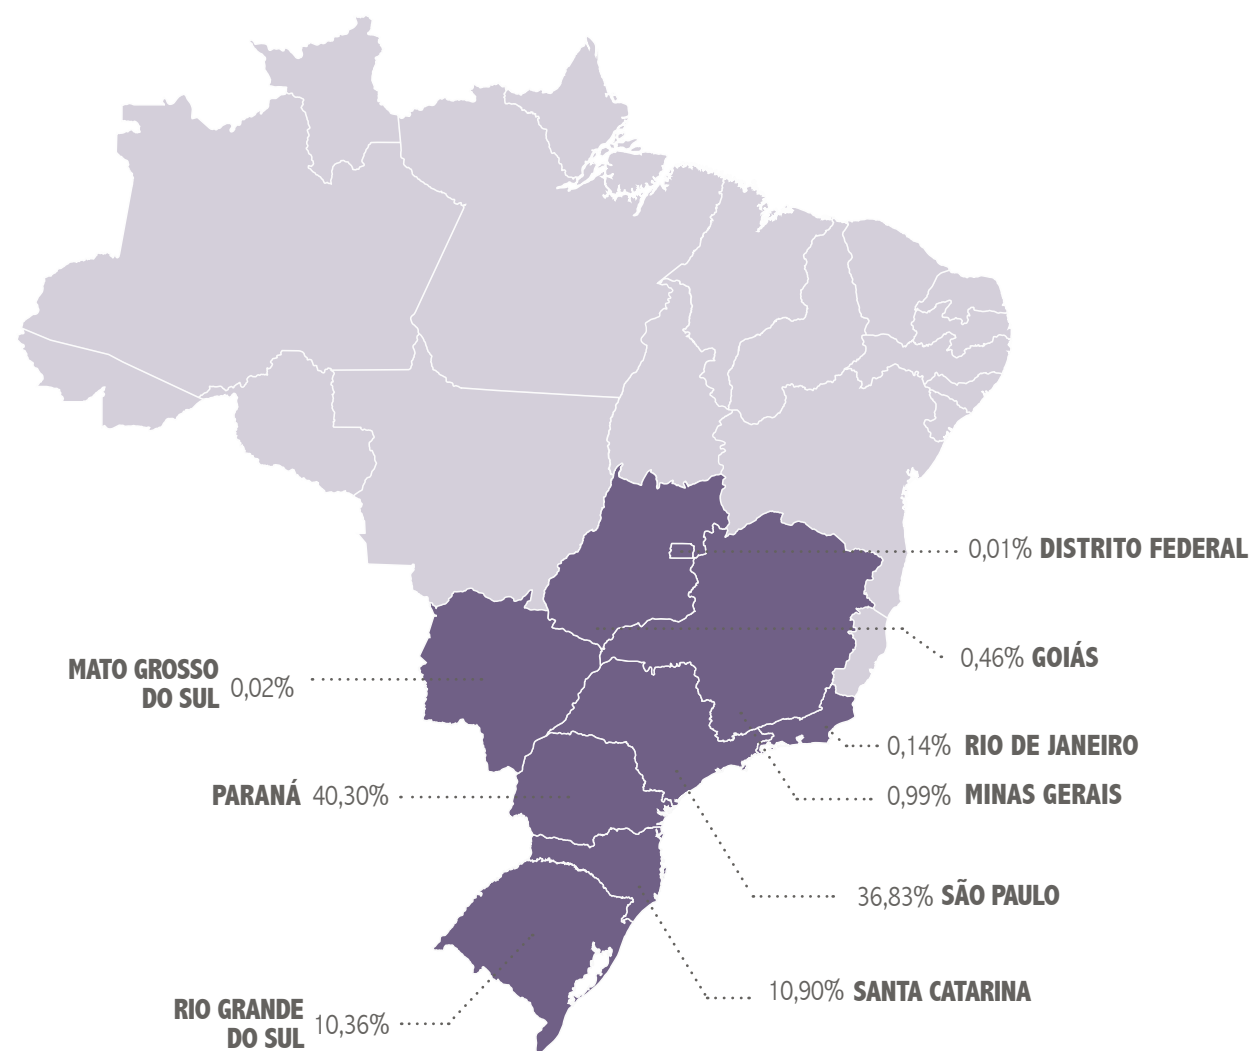 0,01% DISTRITO FEDERAL
0,46% GOIÁS
MATO GROSSO
DO SUL 0,02%
0,14% RIO DE JANEIRO
PARANÁ 40,30%
0,99% MINAS GERAIS
36,83% SÃO PAULO
10,90% SANTA CATARINA
RIO GRANDE
DO SUL 10,36%